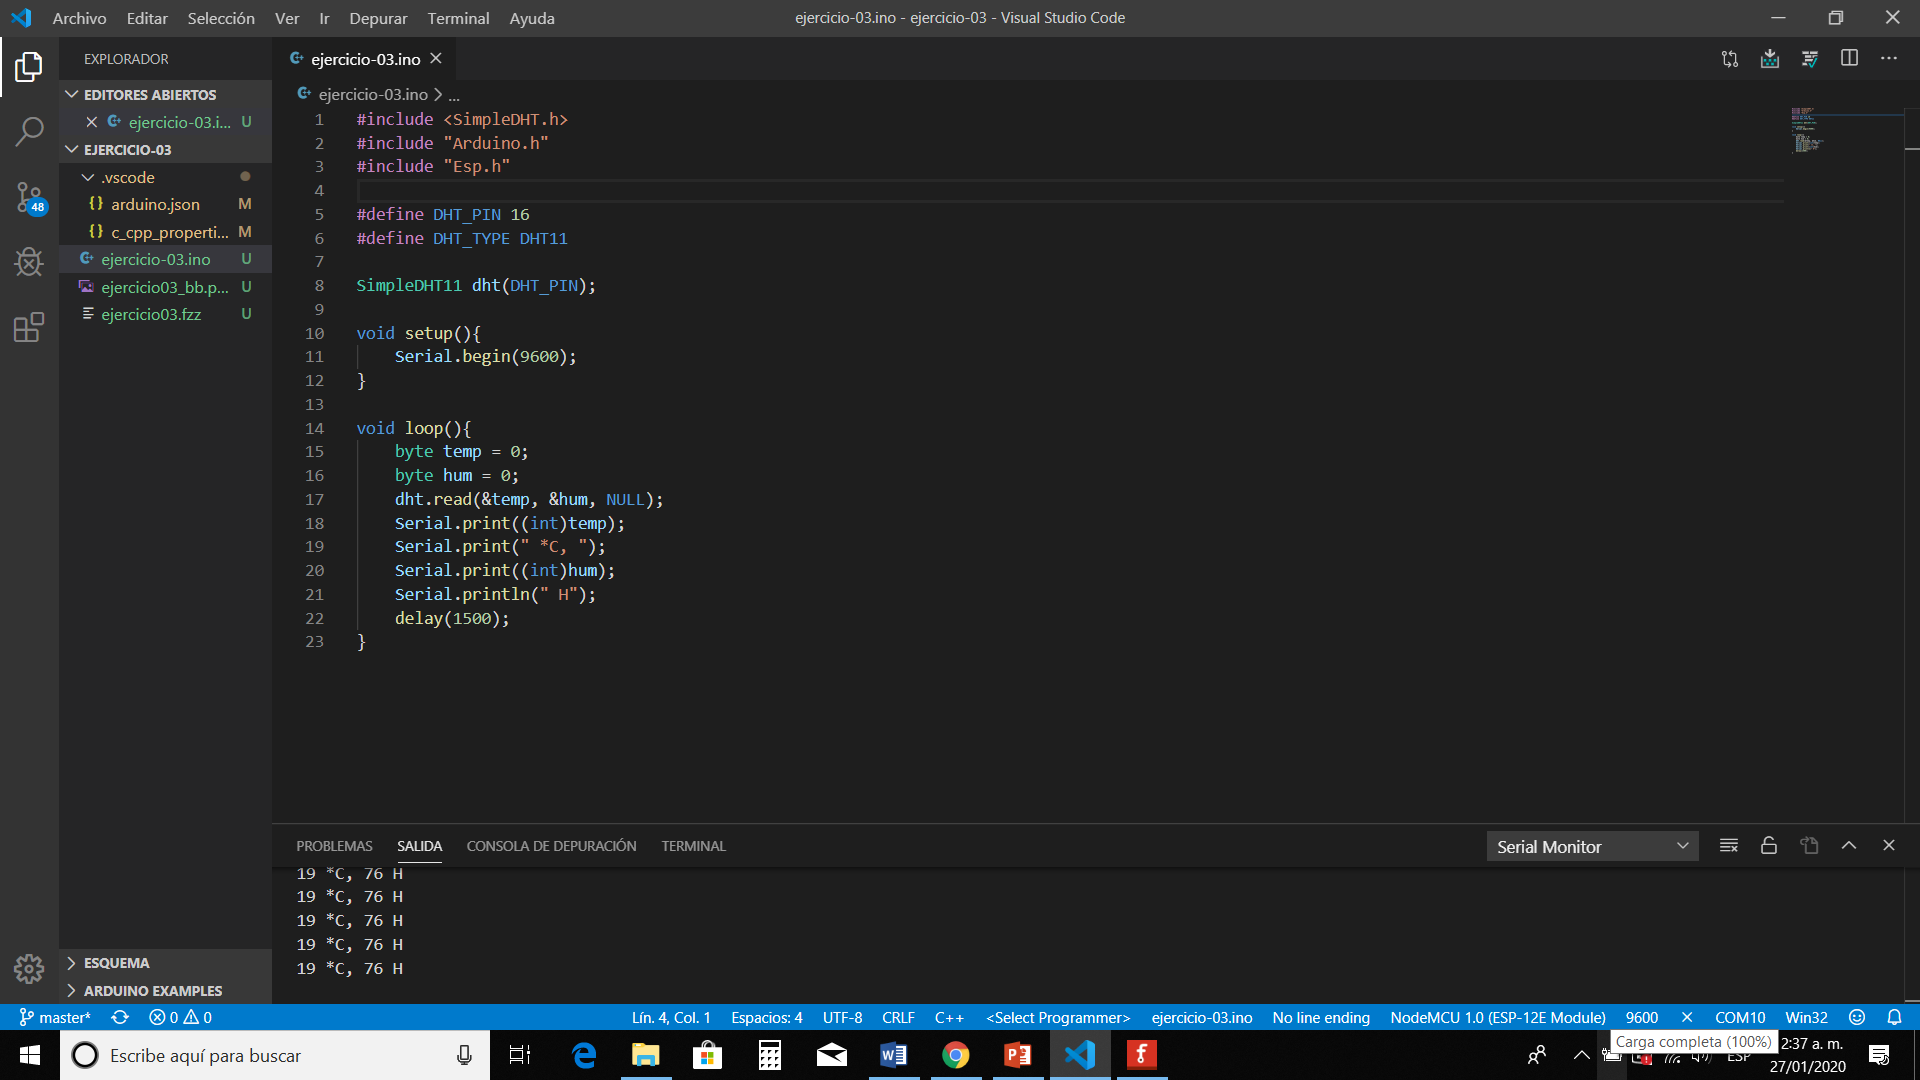 Archivo Editar Selección Ver Ir Depurar Terminal Ayuda
ejercicio-03.ino - ejercicio-03 - Visual Studio Code
EXPLORADOR
EDITORES ABIERTOS
ejercicio-03.i... U
EJERCICIO-03
.vscode
arduino.json M
c_cpp_properti... M
ejercicio-03.ino U
ejercicio03_bb.p... U
ejercicio03.fzz U
48
ESQUEMA
ARDUINO EXAMPLES
ejercicio-03.ino
ejercicio-03.ino > ...
1 #include <SimpleDHT.h>
2 #include "Arduino.h"
3 #include "Esp.h"
4
5 #define DHT_PIN 16
6 #define DHT_TYPE DHT11
7
8 SimpleDHT11 dht(DHT_PIN);
9
10 void setup(){
11 Serial.begin(9600);
12 }
13
14 void loop(){
15 byte temp = 0;
16 byte hum = 0;
17 dht.read(&temp, &hum, NULL);
18 Serial.print((int)temp);
19 Serial.print(" *C, ");
20 Serial.print((int)hum);
21 Serial.println(" H");
22 delay(1500);
23 }
PROBLEMAS SALIDA CONSOLA DE DEPURACIÓN TERMINAL
Serial Monitor
19 *C, 76 H
19 *C, 76 H
19 *C, 76 H
19 *C, 76 H
19 *C, 76 H
master* 0 0 Lín. 4, Col. 1 Espacios: 4 UTF-8 CRLF C++ <Select Programmer> ejercicio-03.ino No line ending NodeMCU 1.0 (ESP-12E Module) 9600 COM10 Win32
Carga completa (100%)
Escribe aquí para buscar
ESP
2:37 a. m.
27/01/2020